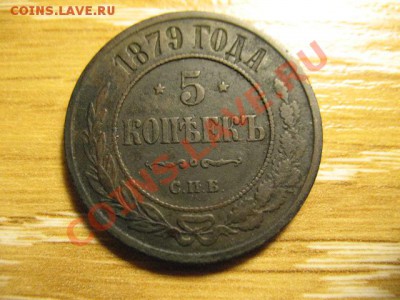 COINS.LAVE.RU
1879 ГОДА
* 5 *
КОПѢЕКЪ
С.П.Б.
COINS.LAVE.RU